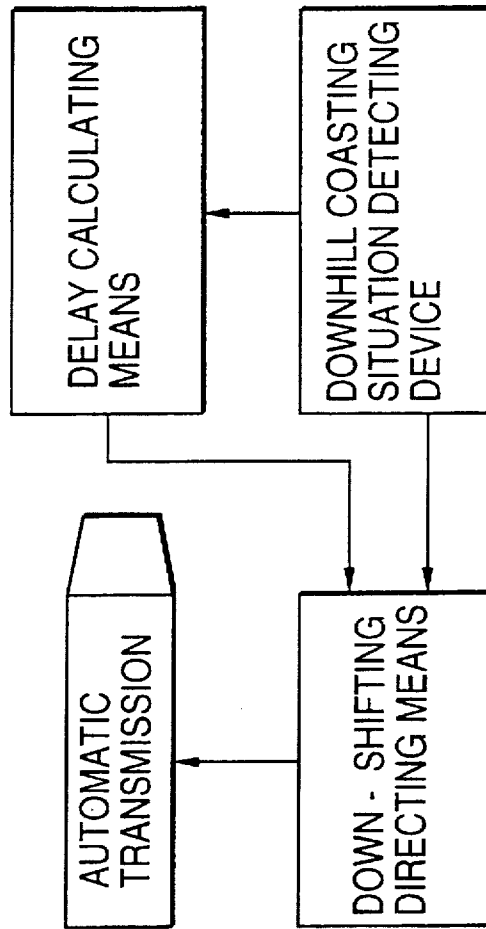 AUTOMATIC
TRANSMISSION
DELAY CALCULATING
MEANS
DOWN - SHIFTING
DIRECTING MEANS
DOWNHILL COASTING
SITUATION DETECTING
DEVICE